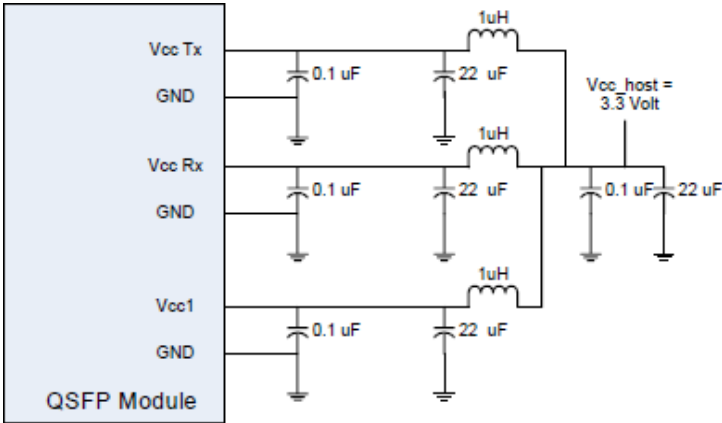 1uH
Vcc Tx
0.1 uF
22 uF
GND
Vcc_host =
3.3 Volt
1uH
Vcc Rx
0.1 uF
22 uF
0.1 uF
22 uF
GND
1uH
Vcc1
0.1 uF
22 uF
GND
QSFP Module